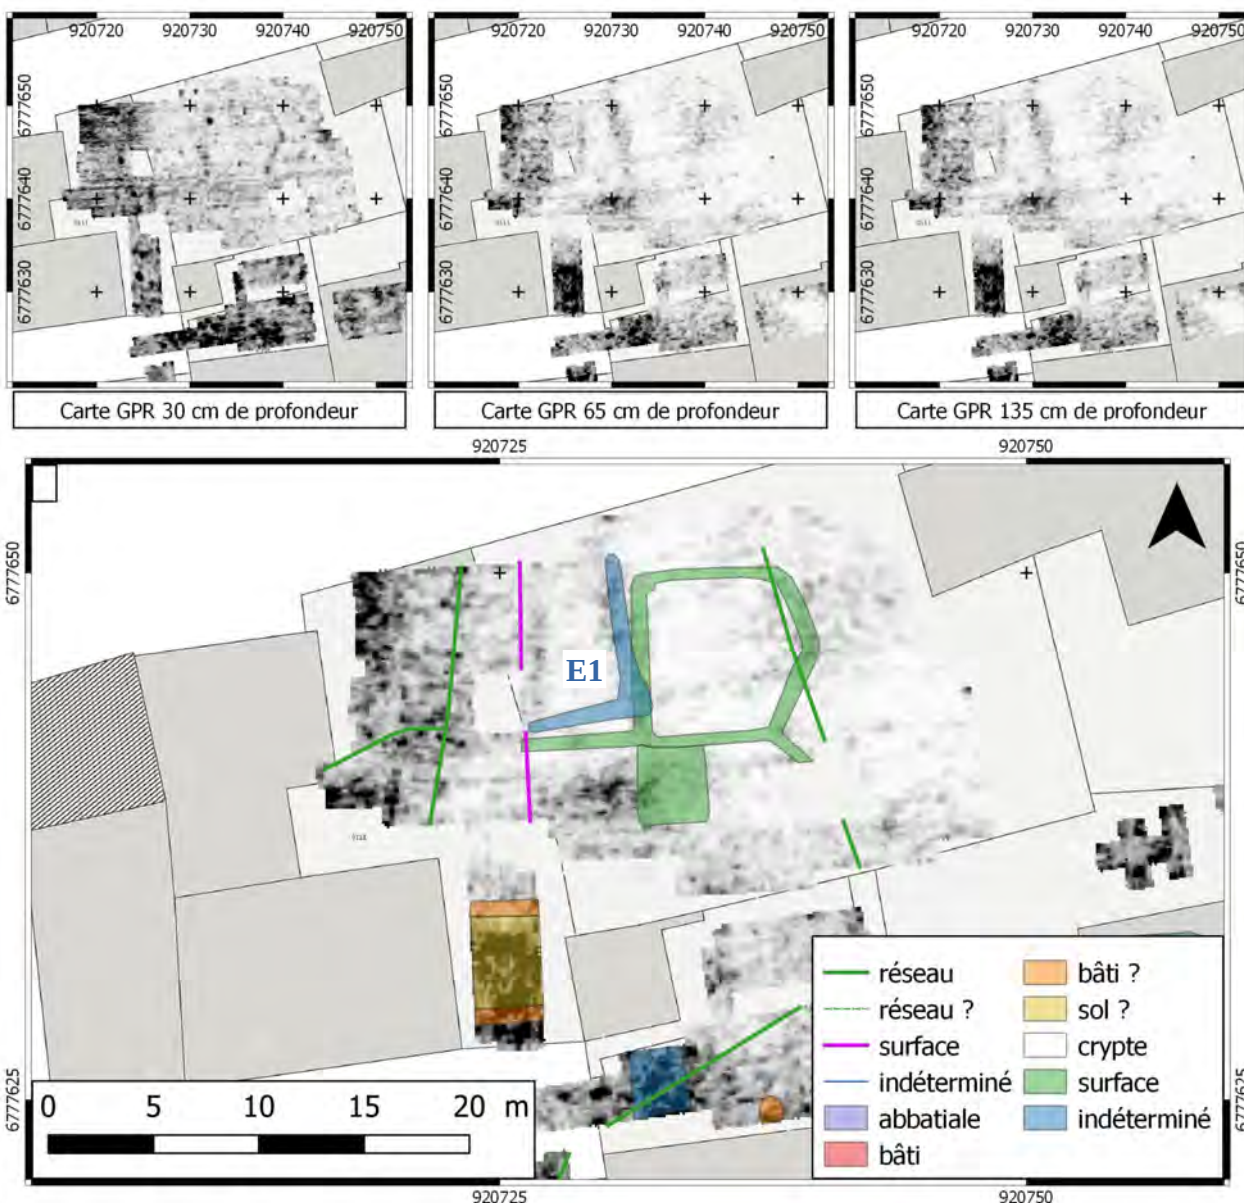 920720 920730 920740 920750
920720 920730 920740 920750
920720 920730 920740 920750
6777650
6777640
6777630
6777650
6777640
6777630
6777650
6777640
6777630
Carte GPR 30 cm de profondeur
Carte GPR 65 cm de profondeur
Carte GPR 135 cm de profondeur
920725 920750
6777650
6777650
E1
6777625
6777625
réseau
réseau ?
surface
indéterminé
abbatiale
bâti
bâti ?
sol ?
crypte
surface
indéterminé
0 5 10 15 20 m
920725 920750